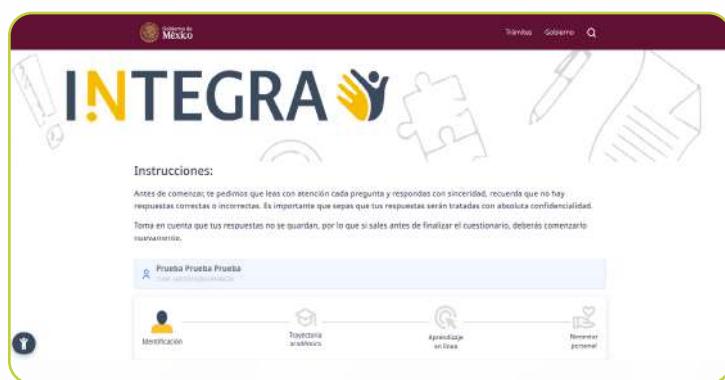 Gobierno de
México
Trámites Gobierno
INTEGRA
Instrucciones:
Antes de comenzar, te pedimos que leas con atención cada pregunta y respondas con sinceridad, recuerda que no hay
respuestas correctas o incorrectas. Es importante que sepas que tus respuestas serán tratadas con absoluta confidencialidad.
Toma en cuenta que tus respuestas no se guardan, por lo que si sales antes de finalizar el cuestionario, deberás comenzarlo
nuevamente.
Prueba Prueba Prueba
Identificación
Trayectoria
académica
Aprendizaje
en línea
Bienestar
personal